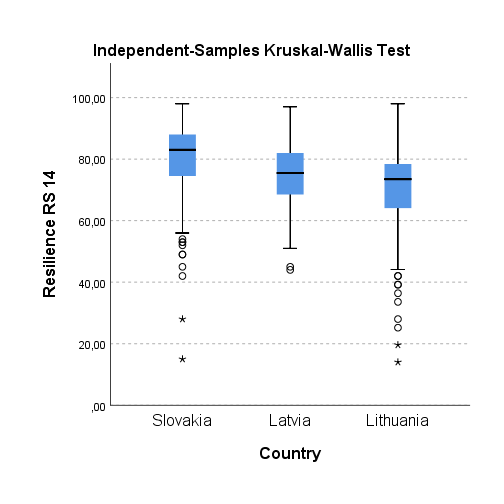 Independent-Samples Kruskal-Wallis Test
Resilience RS 14
100,00
80,00
60,00
40,00
20,00
,00
Slovakia Latvia Lithuania
Country